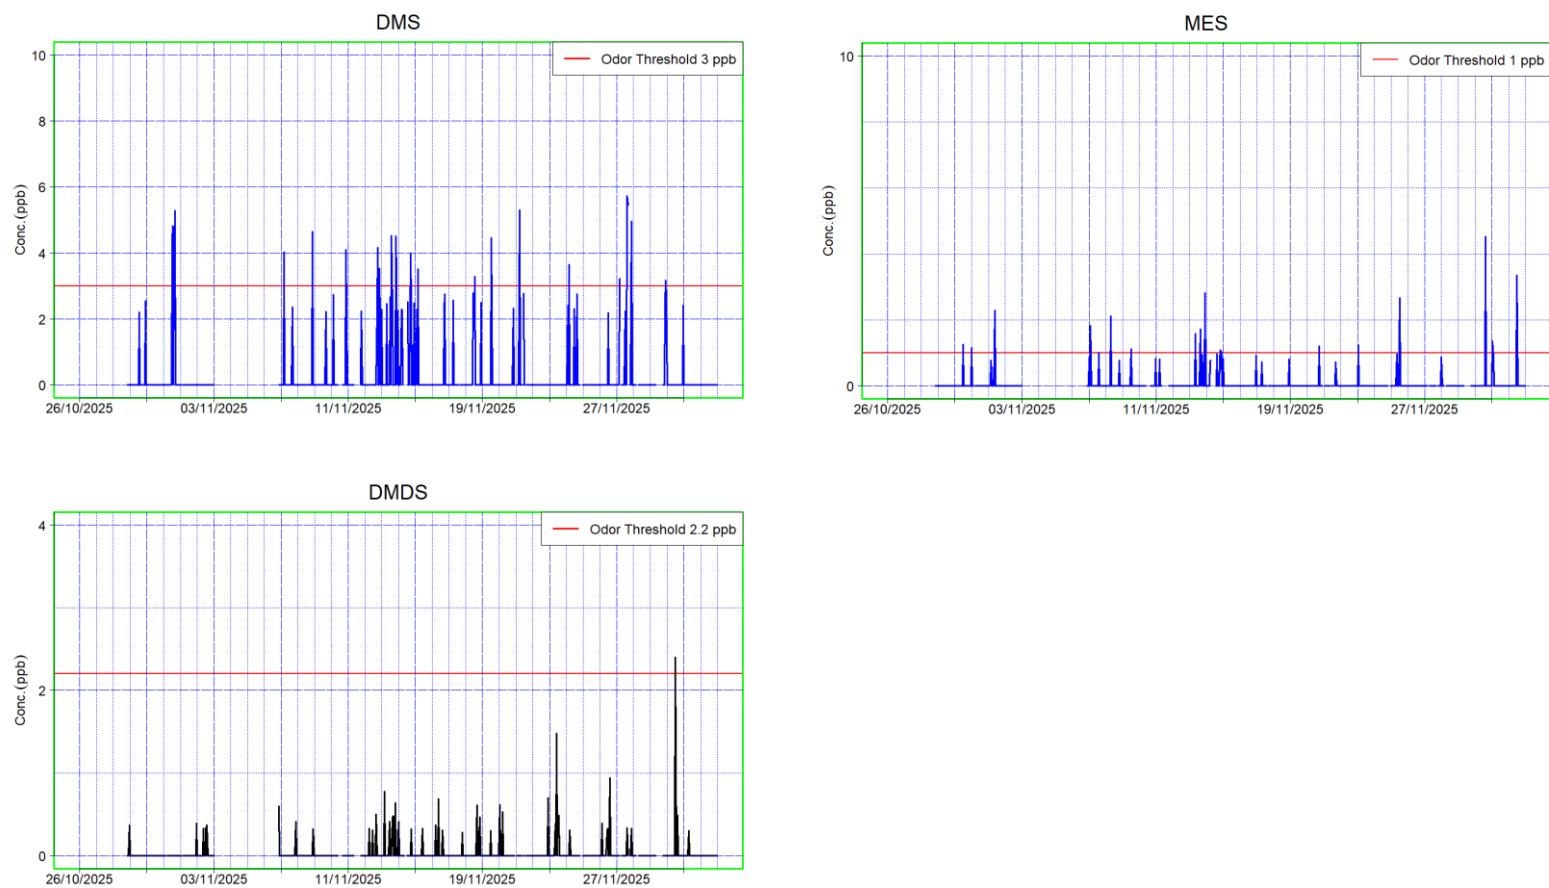 DMS
Odor Threshold 3 ppb
Conc.(ppb)
10
8
6
4
2
0
26/10/2025 03/11/2025 11/11/2025 19/11/2025 27/11/2025
MES
Odor Threshold 1 ppb
Conc.(ppb)
10
0
26/10/2025 03/11/2025 11/11/2025 19/11/2025 27/11/2025
DMDS
Odor Threshold 2.2 ppb
Conc.(ppb)
4
2
0
26/10/2025 03/11/2025 11/11/2025 19/11/2025 27/11/2025